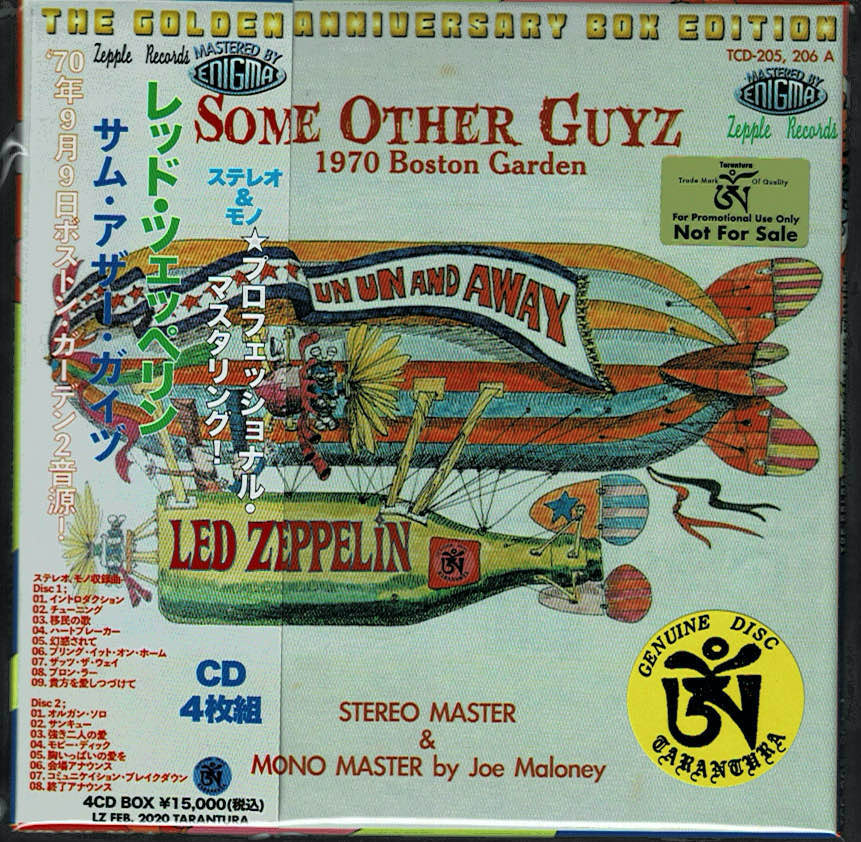 THE GOLDEN ANNIVERSARY BOX EDITION
Zepple Records
MASTERED BY
ENIGMA
TCD-205, 206 A
MASTERED BY
ENIGMA
Zepple Records
SOME OTHER GUYZ
1970 Boston Garden
Tarantura
Trade Mark Of Quality
For Promotional Use Only
Not For Sale
'70年9月9日ボストン・ガーデン2音源!
サム・アザー・ガイヅ
レッド・ツェッペリン
ステレオ
&
モノ
★プロフェッショナル・
マスタリング!
UN UN AND AWAY
LED ZEPPELIN
ステレオ、モノ収録曲
Disc 1 ;
01. イントロダクション
02. チューニング
03. 移民の歌
04. ハートブレーカー
05. 幻惑されて
06. ブリング・イット・オン・ホーム
07. ザッツ・ザ・ウェイ
08. ブロン・ラー
09. 貴方を愛しつづけて
Disc 2 ;
01. オルガン・ソロ
02. サンキュー
03. 強き二人の愛
04. モビー・ディック
05. 胸いっぱいの愛を
06. 会場アナウンス
07. コミュニケイション・ブレイクダウン
08. 終了アナウンス
CD
4枚組
4CD BOX ¥15,000(税込)
LZ FEB. 2020 TARANTURA
STEREO MASTER
&
MONO MASTER by Joe Maloney
GENUINE DISC
TARANTURA